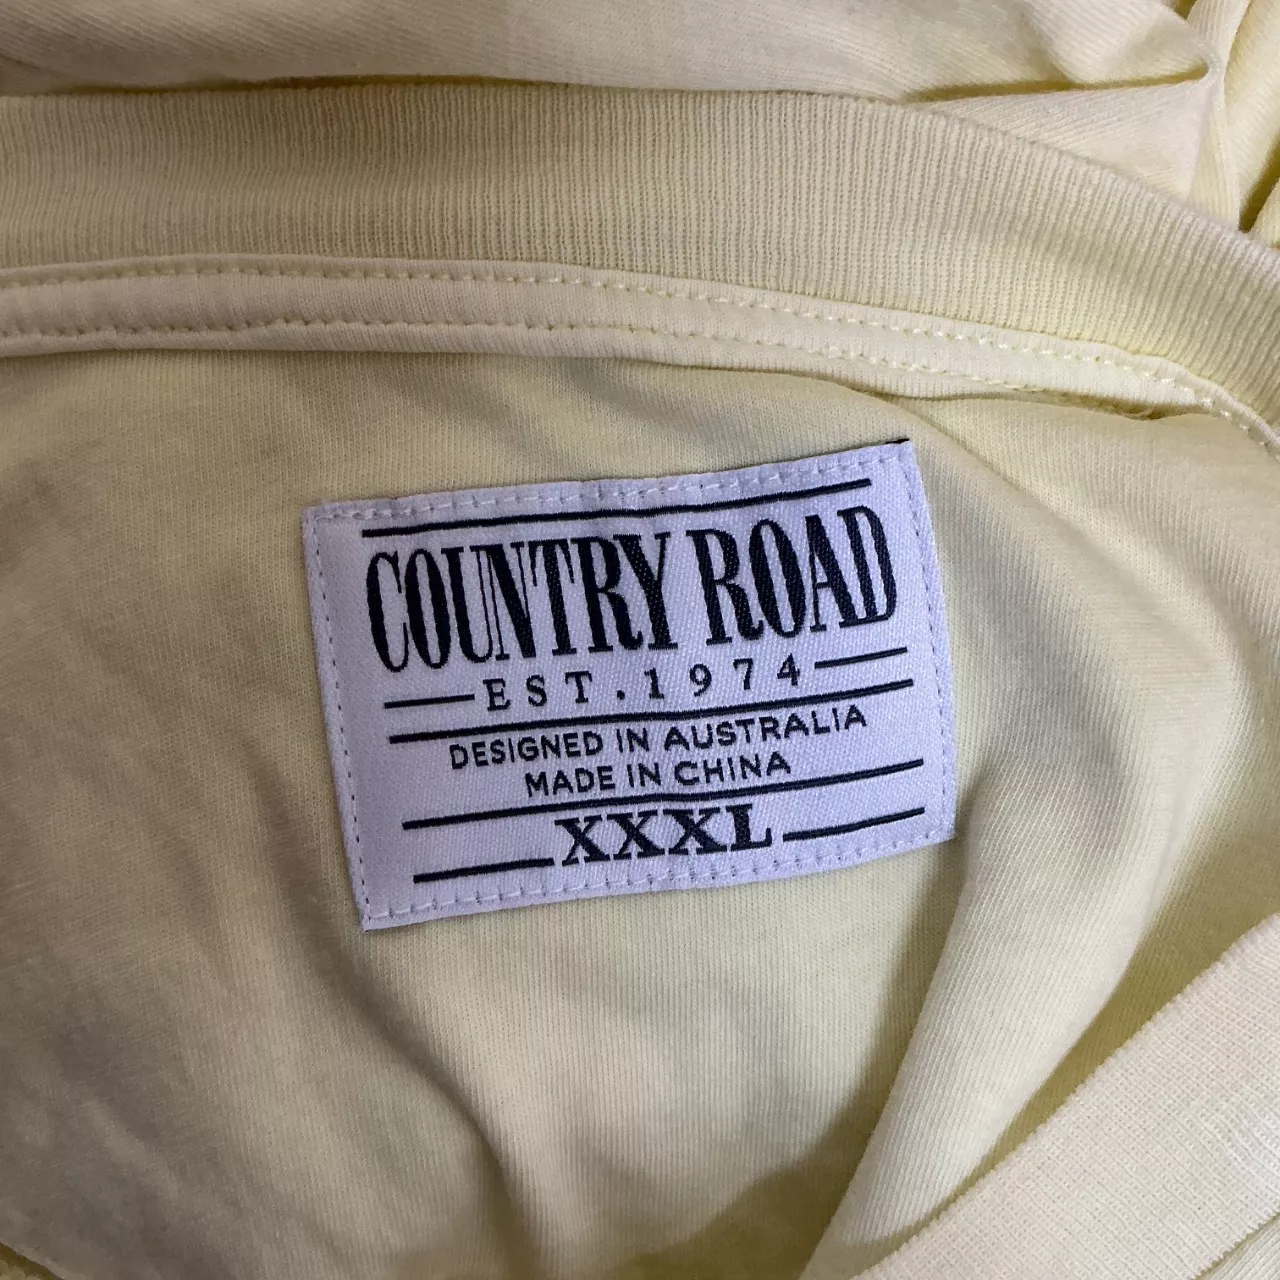 COUNTRY ROAD
EST.1974
DESIGNED IN AUSTRALIA
MADE IN CHINA
XXXL